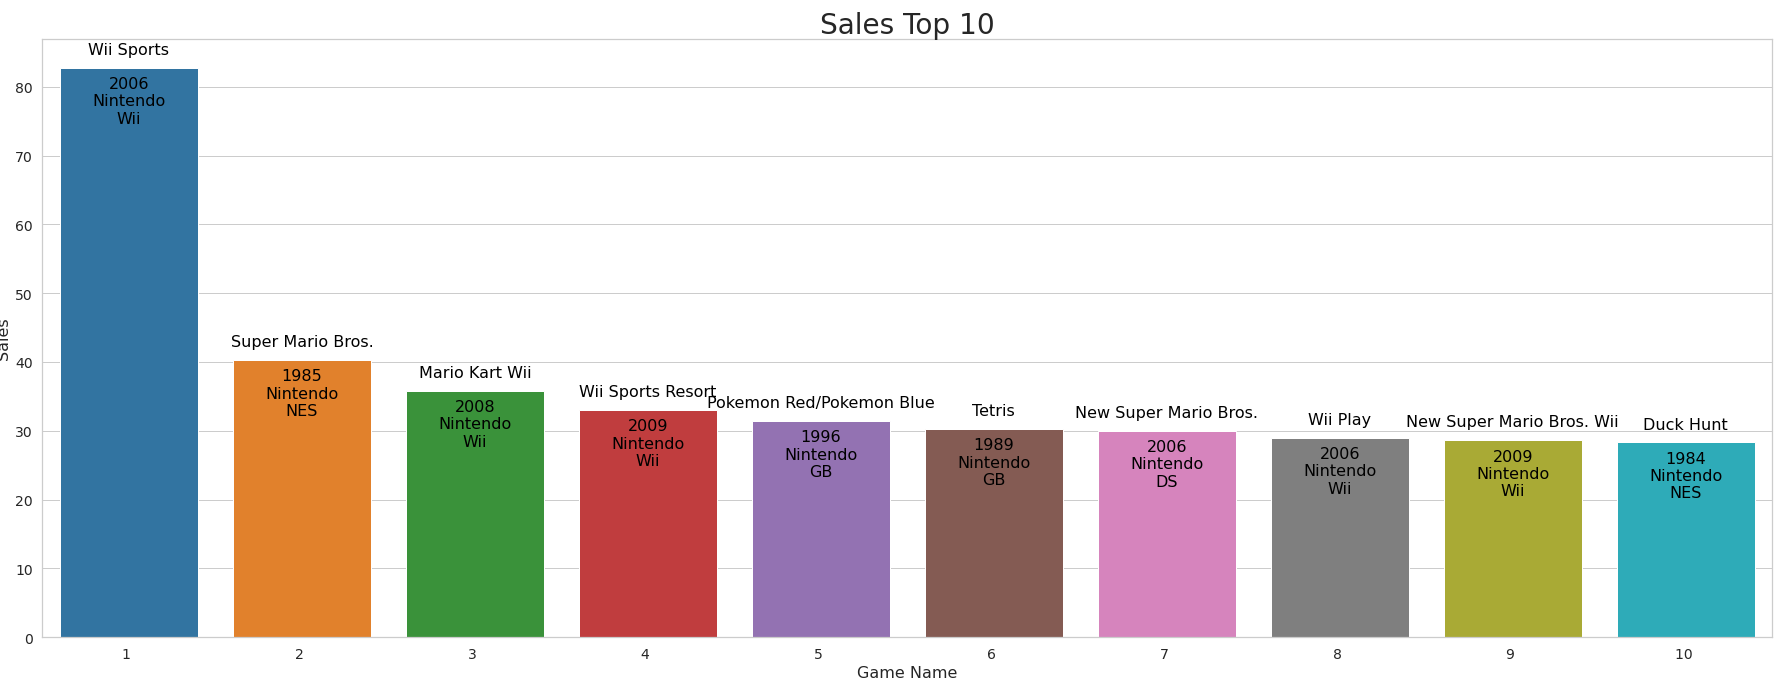 Sales Top 10
Sales
80
70
60
50
40
30
20
10
0
Wii Sports
2006
Nintendo
Wii
Super Mario Bros.
1985
Nintendo
NES
Mario Kart Wii
2008
Nintendo
Wii
Wii Sports Resort
2009
Nintendo
Wii
Pokemon Red/Pokemon Blue
1996
Nintendo
GB
Tetris
1989
Nintendo
GB
New Super Mario Bros.
2006
Nintendo
DS
Wii Play
2006
Nintendo
Wii
New Super Mario Bros. Wii
2009
Nintendo
Wii
Duck Hunt
1984
Nintendo
NES
1 2 3 4 5 6 7 8 9 10
Game Name